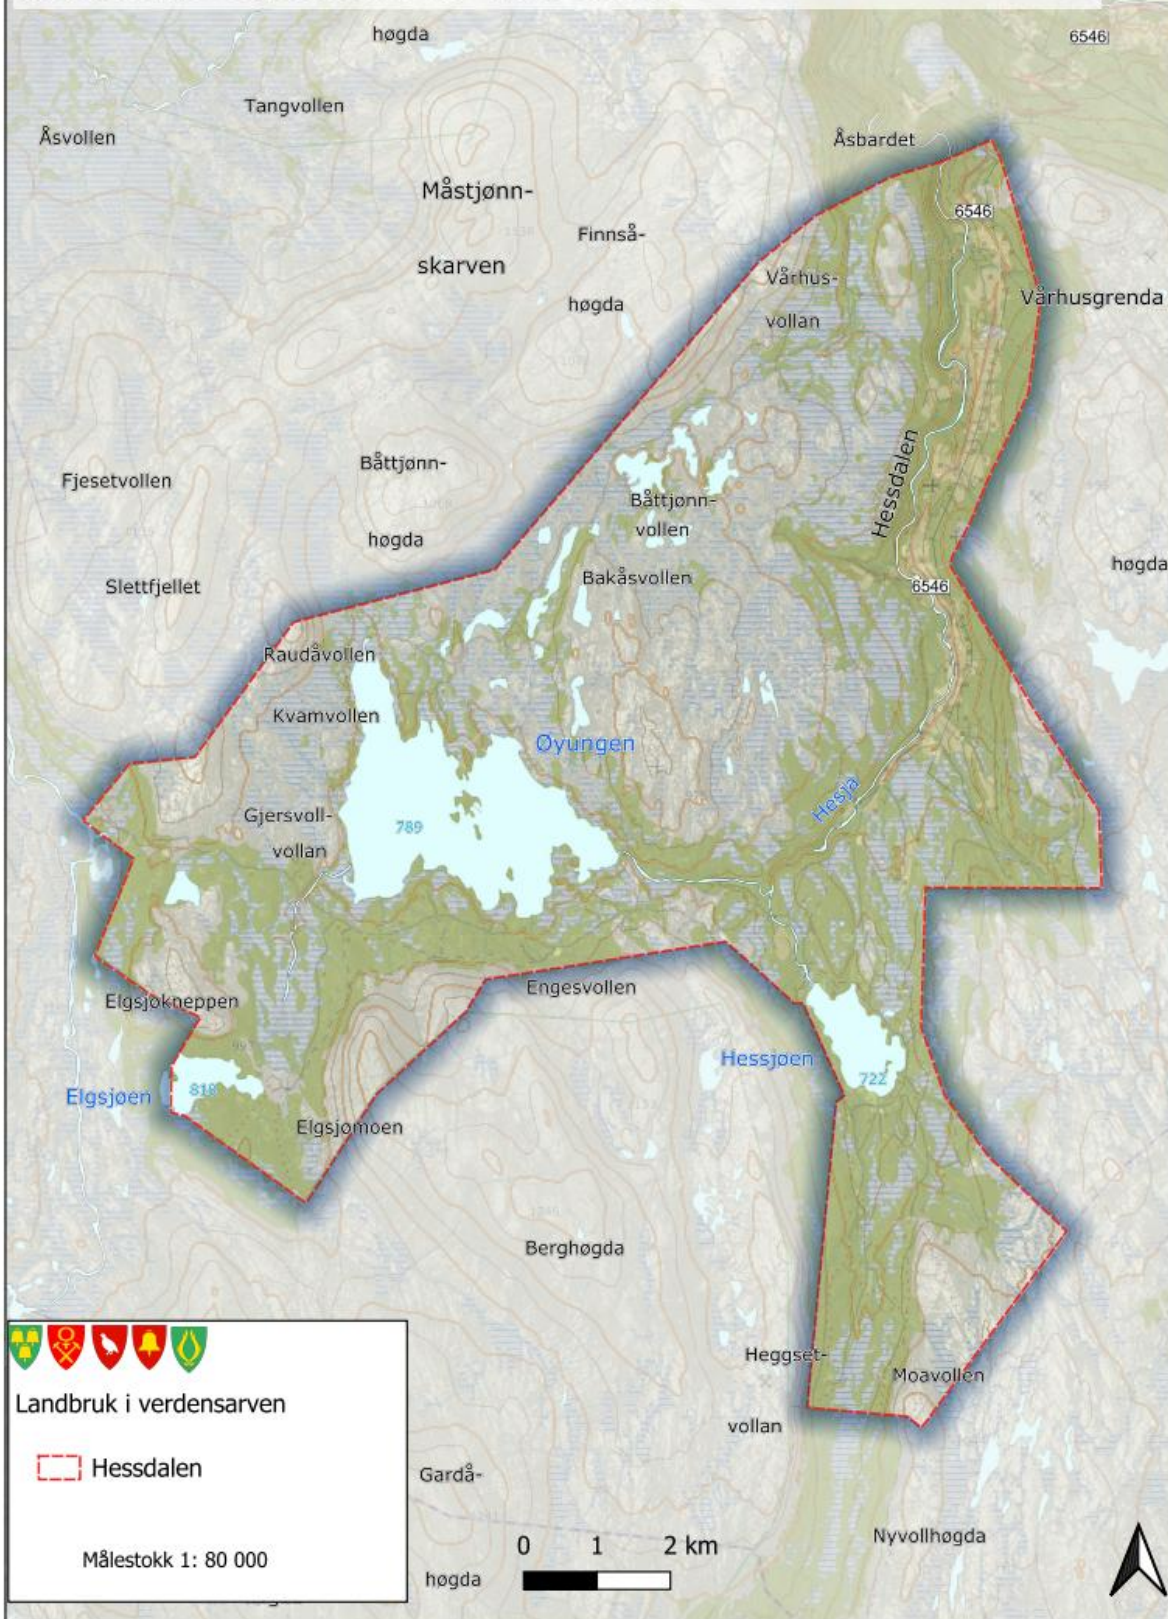 høgda
6546
Tangvollen
Åsvollen
Åsbardet
Måstjønn-
skarven
6546
Finnså-
høgda
Vårhus-
vollan
Vårhusgrenda
Hessdalen
Båttjønn-
høgda
Fjesetvollen
Båttjønn-
vollen
Slettfjellet
Bakåsvollen
6546
høgda
Raudåvollen
Kvamvollen
Øyungen
Hesja
Gjersvoll-
vollan
789
Elgsjøkneppen
Engesvollen
Hessjøen
722
Elgsjøen
818
Elgsjømoen
Berghøgda
Heggset-
vollan
Moavollen
Landbruk i verdensarven
Hessdalen
Målestokk 1: 80 000
Gardå-
høgda
0 1 2 km
Nyvollhøgda